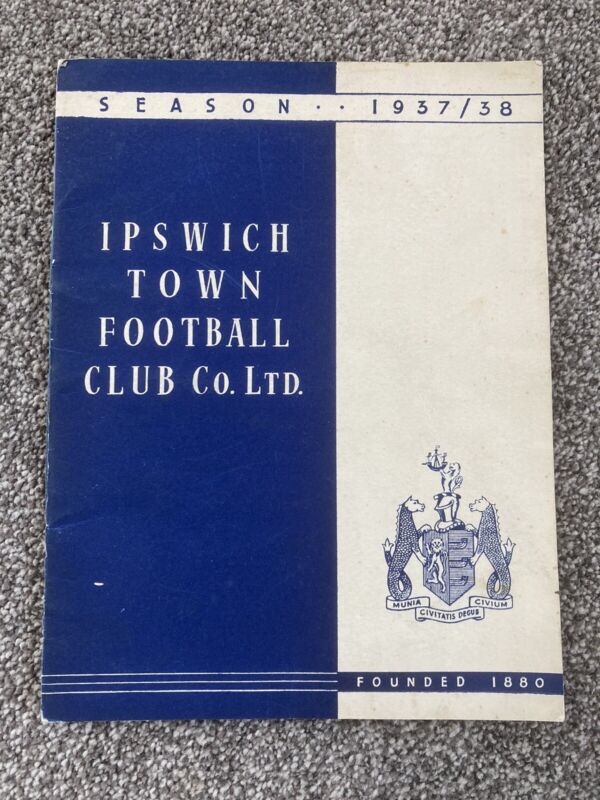 SEASON · · 1937/38
IPSWICH
TOWN
FOOTBALL
CLUB CO. LTD.
MUNIA CIVIUM
CIVITATIS DECUS
FOUNDED 1880